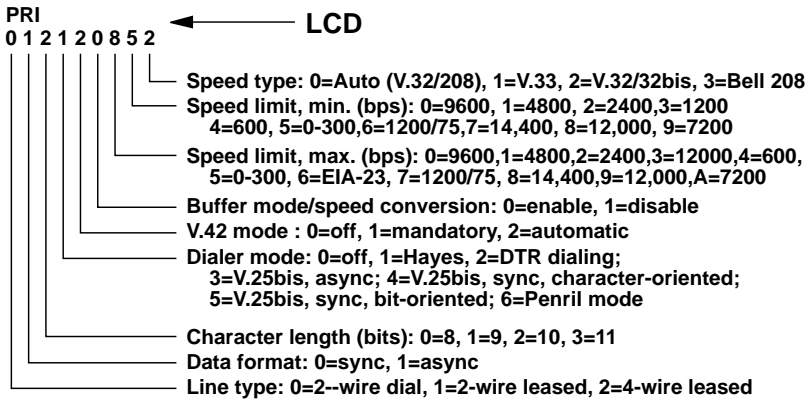 PRI
LCD
0 1 2 1 2 0 8 5 2
Speed type: 0=Auto (V.32/208), 1=V.33, 2=V.32/32bis, 3=Bell 208
Speed limit, min. (bps): 0=9600, 1=4800, 2=2400,3=1200
4=600, 5=0-300,6=1200/75,7=14,400, 8=12,000, 9=7200
Speed limit, max. (bps): 0=9600,1=4800,2=2400,3=12000,4=600,
5=0-300, 6=EIA-23, 7=1200/75, 8=14,400,9=12,000,A=7200
Buffer mode/speed conversion: 0=enable, 1=disable
V.42 mode : 0=off, 1=mandatory, 2=automatic
Dialer mode: 0=off, 1=Hayes, 2=DTR dialing;
3=V.25bis, async; 4=V.25bis, sync, character-oriented;
5=V.25bis, sync, bit-oriented; 6=Penril mode
Character length (bits): 0=8, 1=9, 2=10, 3=11
Data format: 0=sync, 1=async
Line type: 0=2--wire dial, 1=2-wire leased, 2=4-wire leased